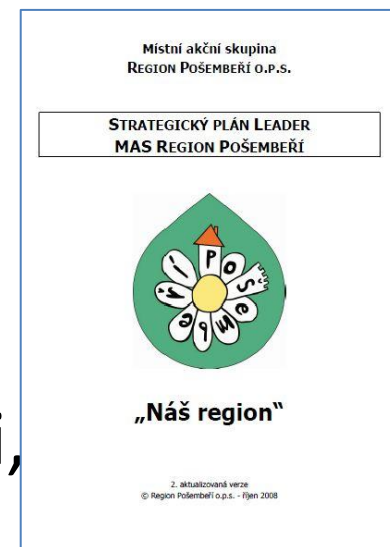 Místní akční skupina
REGION POŠEMBEŘÍ O.P.S.
STRATEGICKÝ PLÁN LEADER
MAS REGION POŠEMBEŘÍ
Pošembeří
„Náš region“
i,
2. aktualizovaná verze
© Region Pošembeří o.p.s. - říjen 2008